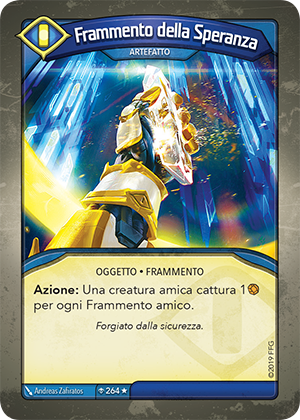 Frammento della Speranza
ARTEFATTO
OGGETTO • FRAMMENTO
Azione: Una creatura amica cattura 1
per ogni Frammento amico.
Forgiato dalla sicurezza.
Andreas Zafiratos
264
©2019 FFG